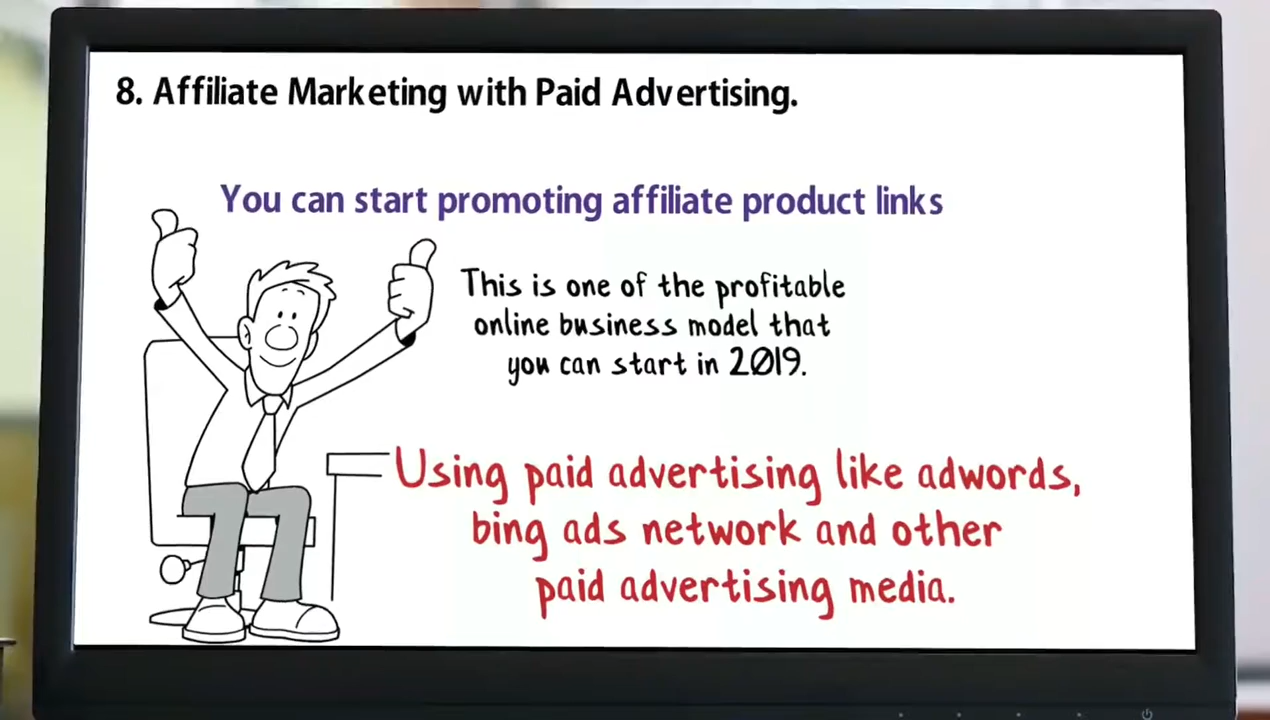 8. Affiliate Marketing with Paid Advertising.
You can start promoting affiliate product links
This is one of the profitable
online business model that
you can start in 2019.
Using paid advertising like adwords,
bing ads network and other
paid advertising media.